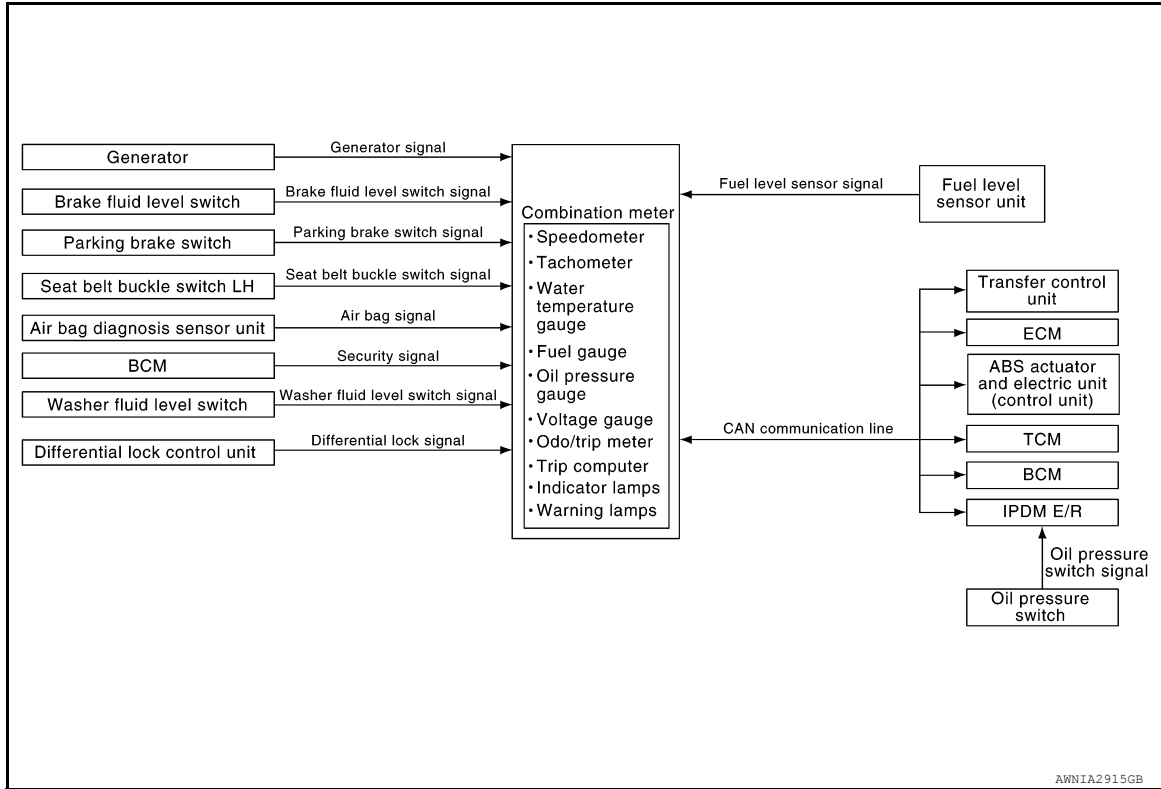 Generator
Generator signal
Brake fluid level switch
Brake fluid level switch signal
Parking brake switch
Parking brake switch signal
Seat belt buckle switch LH
Seat belt buckle switch signal
Air bag diagnosis sensor unit
Air bag signal
BCM
Security signal
Washer fluid level switch
Washer fluid level switch signal
Differential lock control unit
Differential lock signal
Combination meter
· Speedometer
· Tachometer
· Water
temperature
gauge
· Fuel gauge
· Oil pressure
gauge
· Voltage gauge
· Odo/trip meter
· Trip computer
· Indicator lamps
· Warning lamps
Fuel level sensor signal
Fuel level
sensor unit
CAN communication line
Transfer control
unit
ECM
ABS actuator
and electric unit
(control unit)
TCM
BCM
IPDM E/R
Oil pressure
switch signal
Oil pressure
switch
AWNIA2915GB